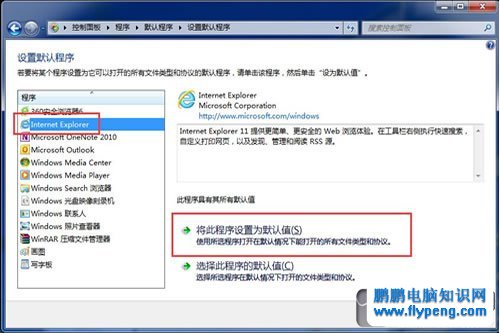 控制面板 ▸ 程序 ▸ 默认程序 ▸ 设置默认程序
搜索控制面板
设置默认程序
若要将某个程序设置为它可以打开的所有文件类型和协议的默认程序，请单击该程序，然后单击“设为默认值”。
程序
360安全浏览器6
Internet Explorer
Microsoft OneNote 2010
Microsoft Outlook
Windows Media Center
Windows Media Player
Windows Search 浏览器
Windows 光盘映像刻录机
Windows 联系人
Windows 照片查看器
WinRAR 压缩文件管理器
画图
写字板
Internet Explorer
Microsoft Corporation
http://www.microsoft.com/windows
Internet Explorer 11 提供更简单、更安全的 Web 浏览体验。在工具栏右侧执行快速搜索，
自定义打印网页，以及发现、管理和阅读 RSS 源。
此程序具有其所有默认值
将此程序设置为默认值(S)
使用所选程序打开在默认情况下能打开的所有文件类型和协议。
选择此程序的默认值(C)
选择所选程序在默认情况下打开的文件类型和协议。
鹏鹏电脑知识网
www.flypeng.com